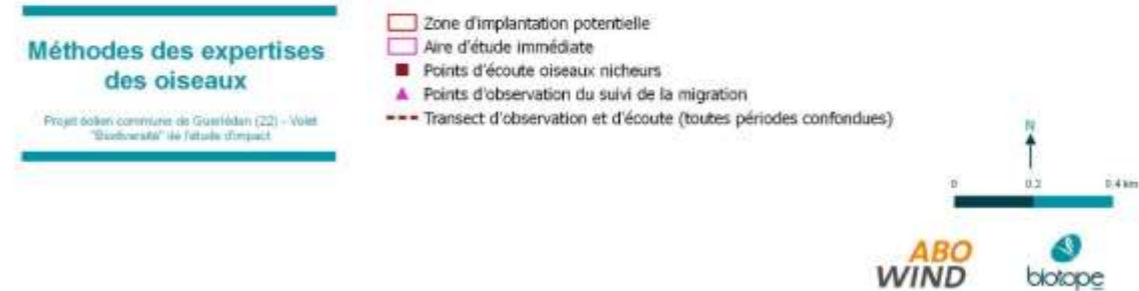 Méthodes des expertises
des oiseaux
Projet éolien commune de Guerlédan (22) - Volet
"Biodiversité" de l'étude d'impact
Zone d'implantation potentielle
Aire d'étude immédiate
Points d'écoute oiseaux nicheurs
Points d'observation du suivi de la migration
Transect d'observation et d'écoute (toutes périodes confondues)
N
0 0.2 0.4 km
ABO
WIND
biotope